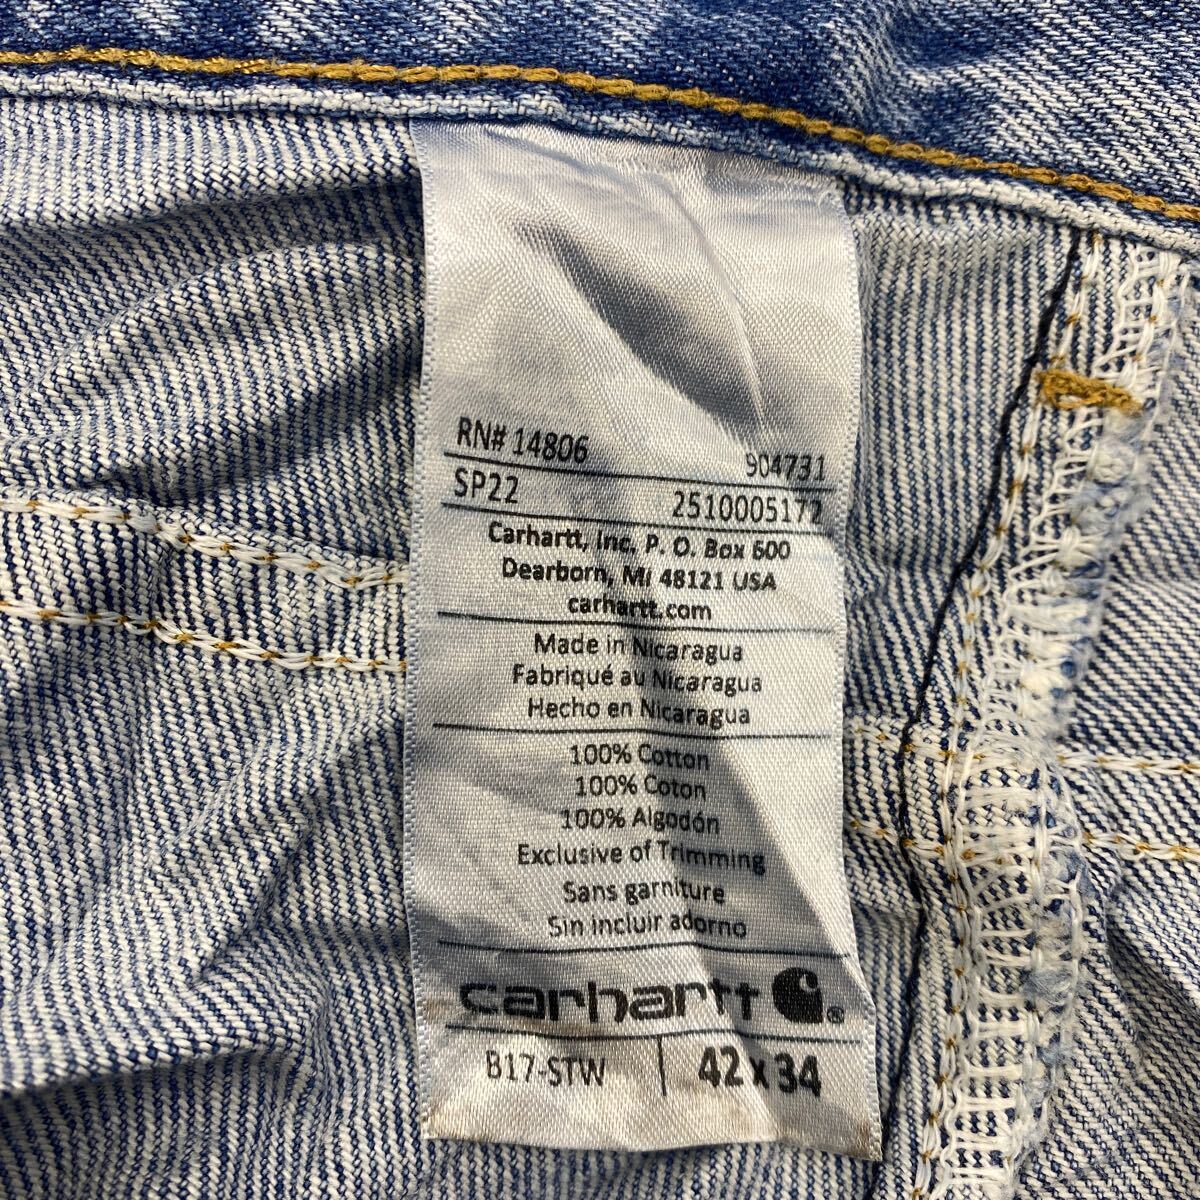 RN# 14806 904731
SP22 2510005172
Carhartt, Inc. P. O. Box 600
Dearborn, MI 48121 USA
carhartt.com
Made in Nicaragua
Fabriqué au Nicaragua
Hecho en Nicaragua
100% Cotton
100% Coton
100% Algodón
Exclusive of Trimming
Sans garniture
Sin incluir adorno
carhartt ®
B17-STW | 42 x 34